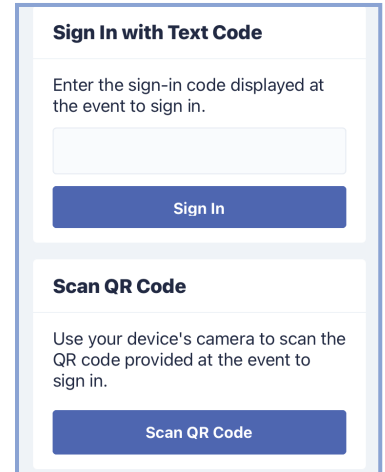 Sign In with Text Code
Enter the sign-in code displayed at
the event to sign in.
Sign In
Scan QR Code
Use your device's camera to scan the
QR code provided at the event to
sign in.
Scan QR Code